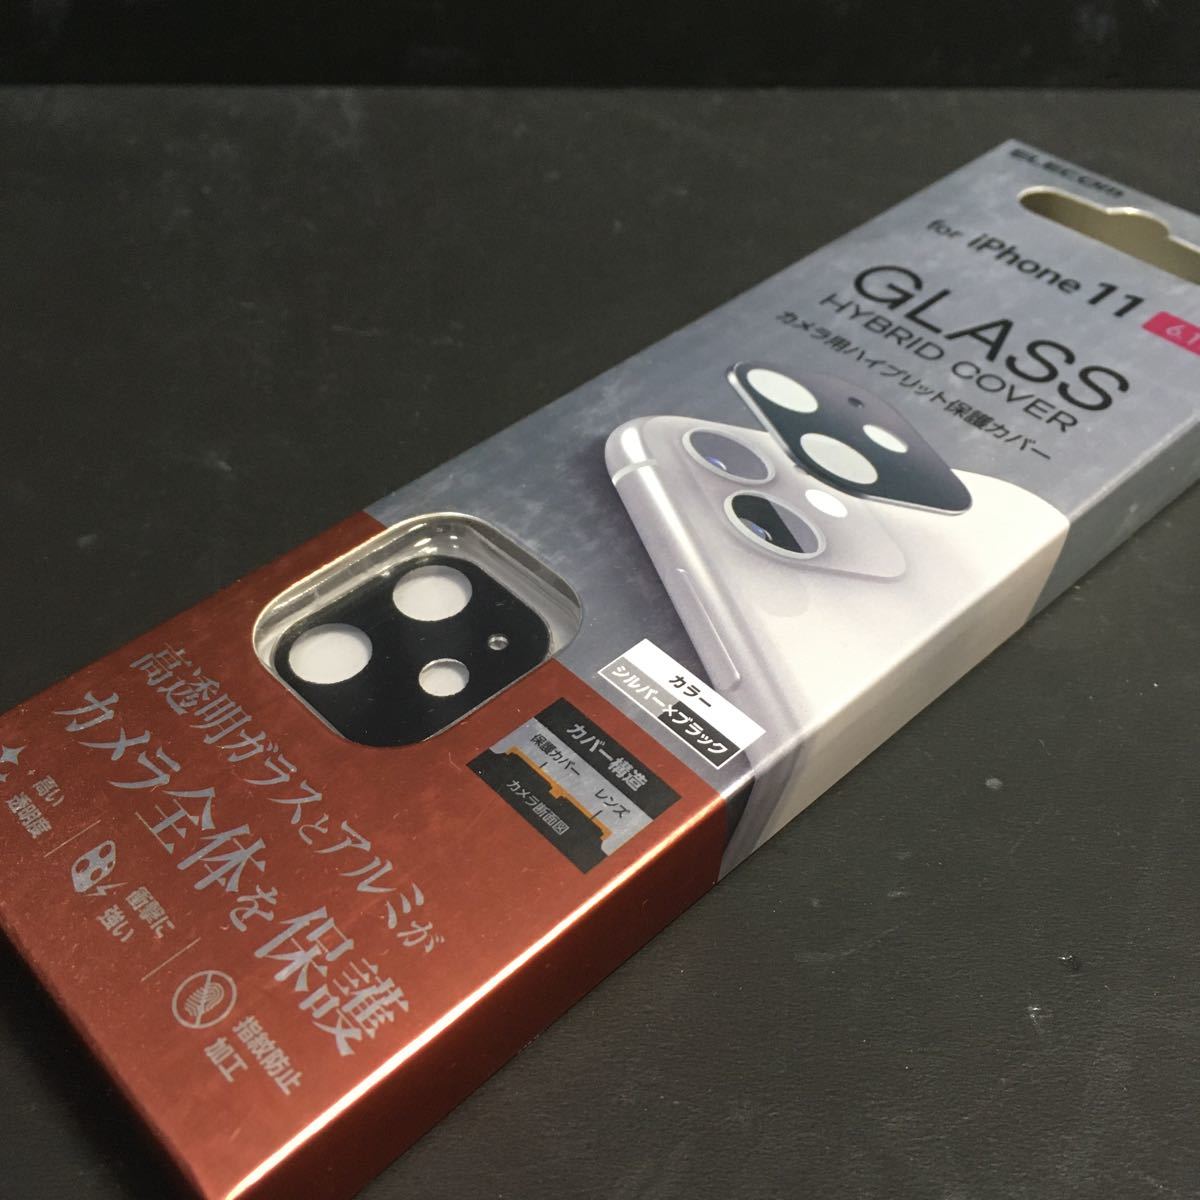 ELECOM
for iPhone 11
6.1
GLASS
HYBRID COVER
カメラ用ハイブリット保護カバー
カラー
シルバー×ブラック
カバー構造
保護カバー
レンズ
カメラ断面図
高透明ガラスとアルミが
カメラ全体を保護
高い
透明度
衝撃に
強い
指紋防止
加工